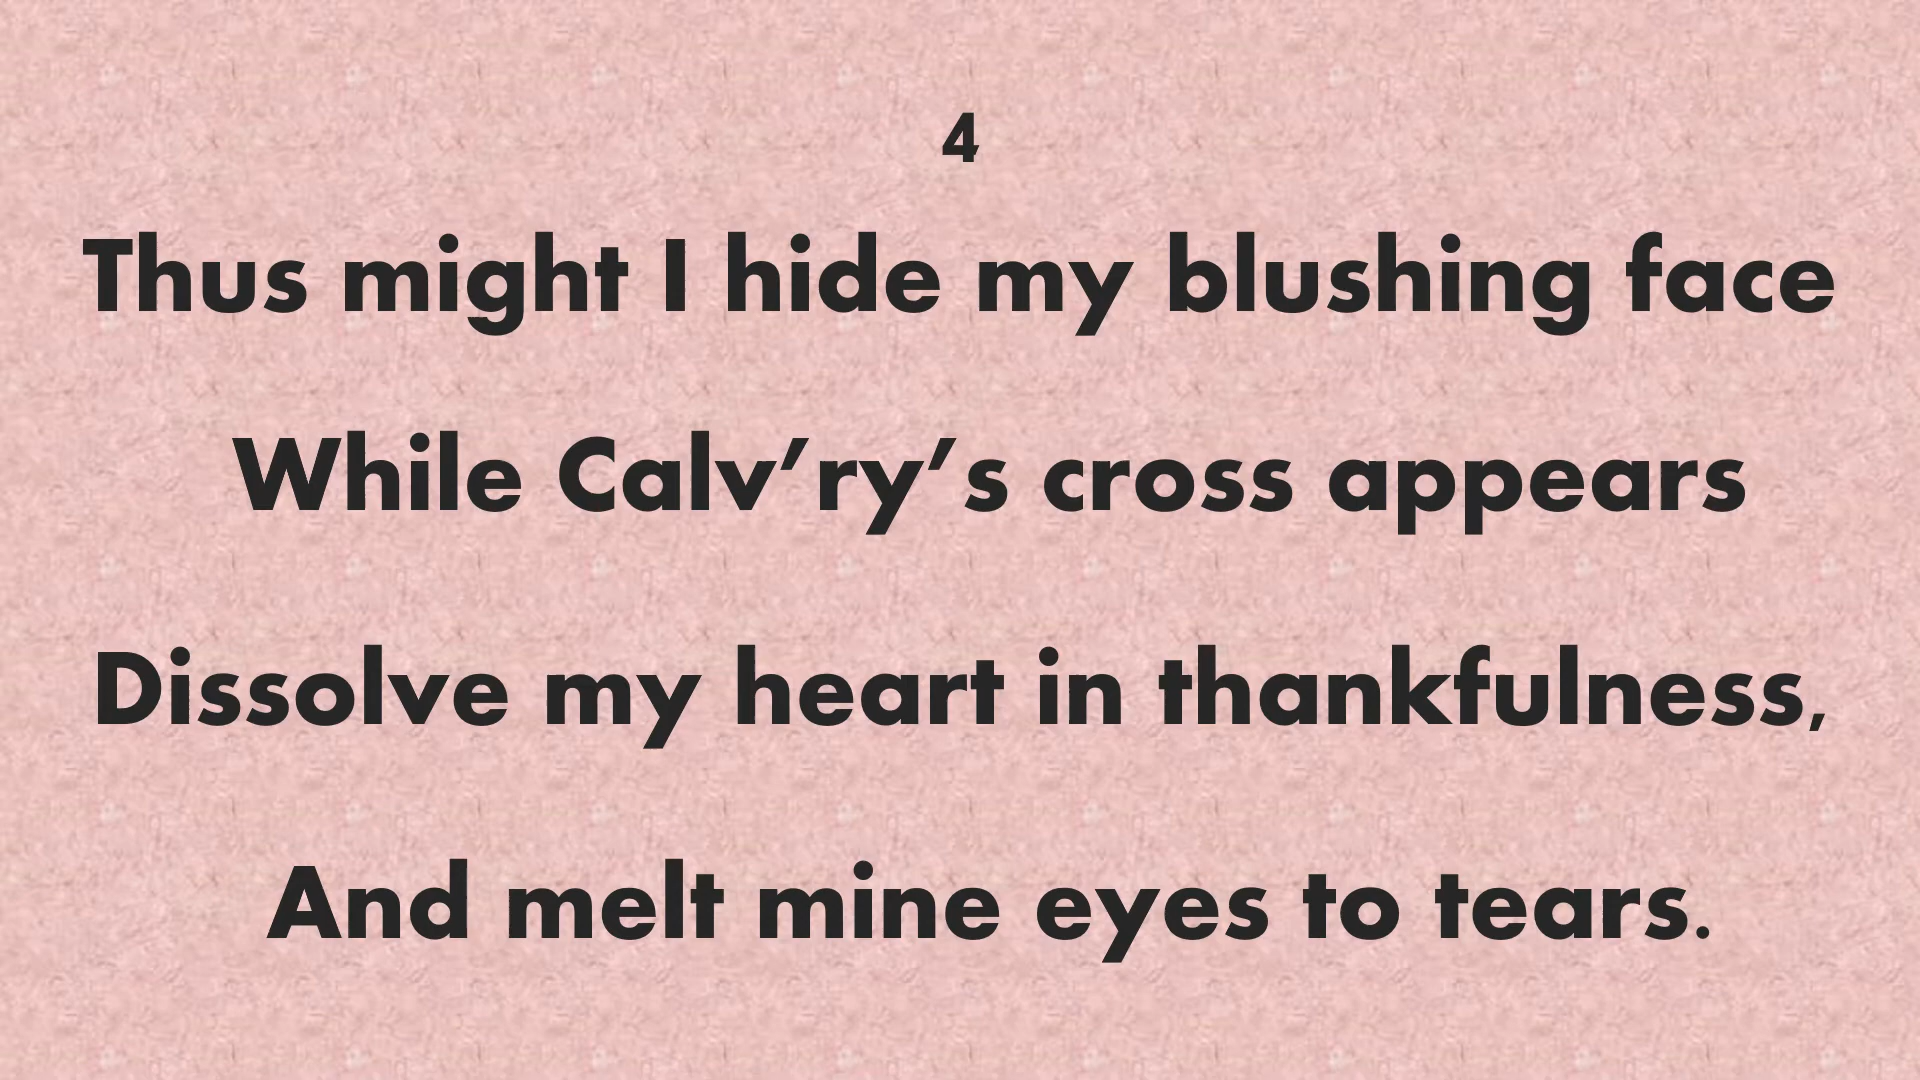 4
Thus might I hide my blushing face
While Calv’ry’s cross appears
Dissolve my heart in thankfulness,
And melt mine eyes to tears.